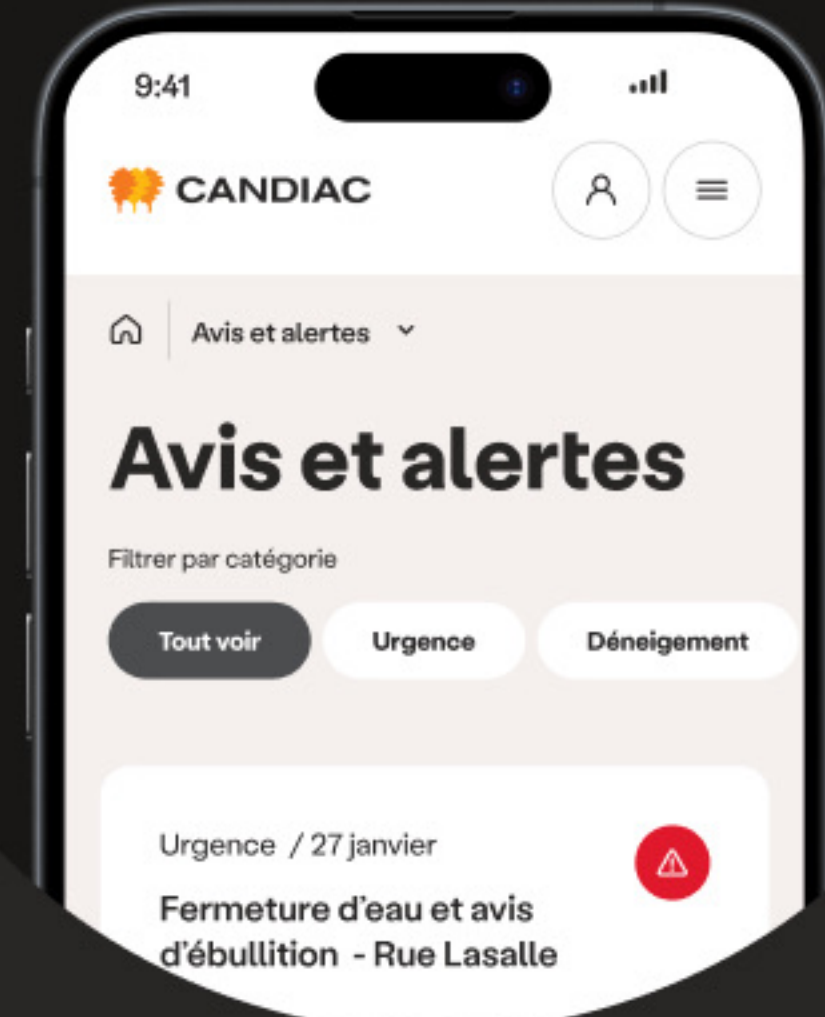 9:41
CANDIAC
Avis et alertes
Avis et alertes
Filtrer par catégorie
Tout voir Urgence Déneigement
Urgence / 27 janvier
Fermeture d'eau et avis
d'ébullition - Rue Lasalle